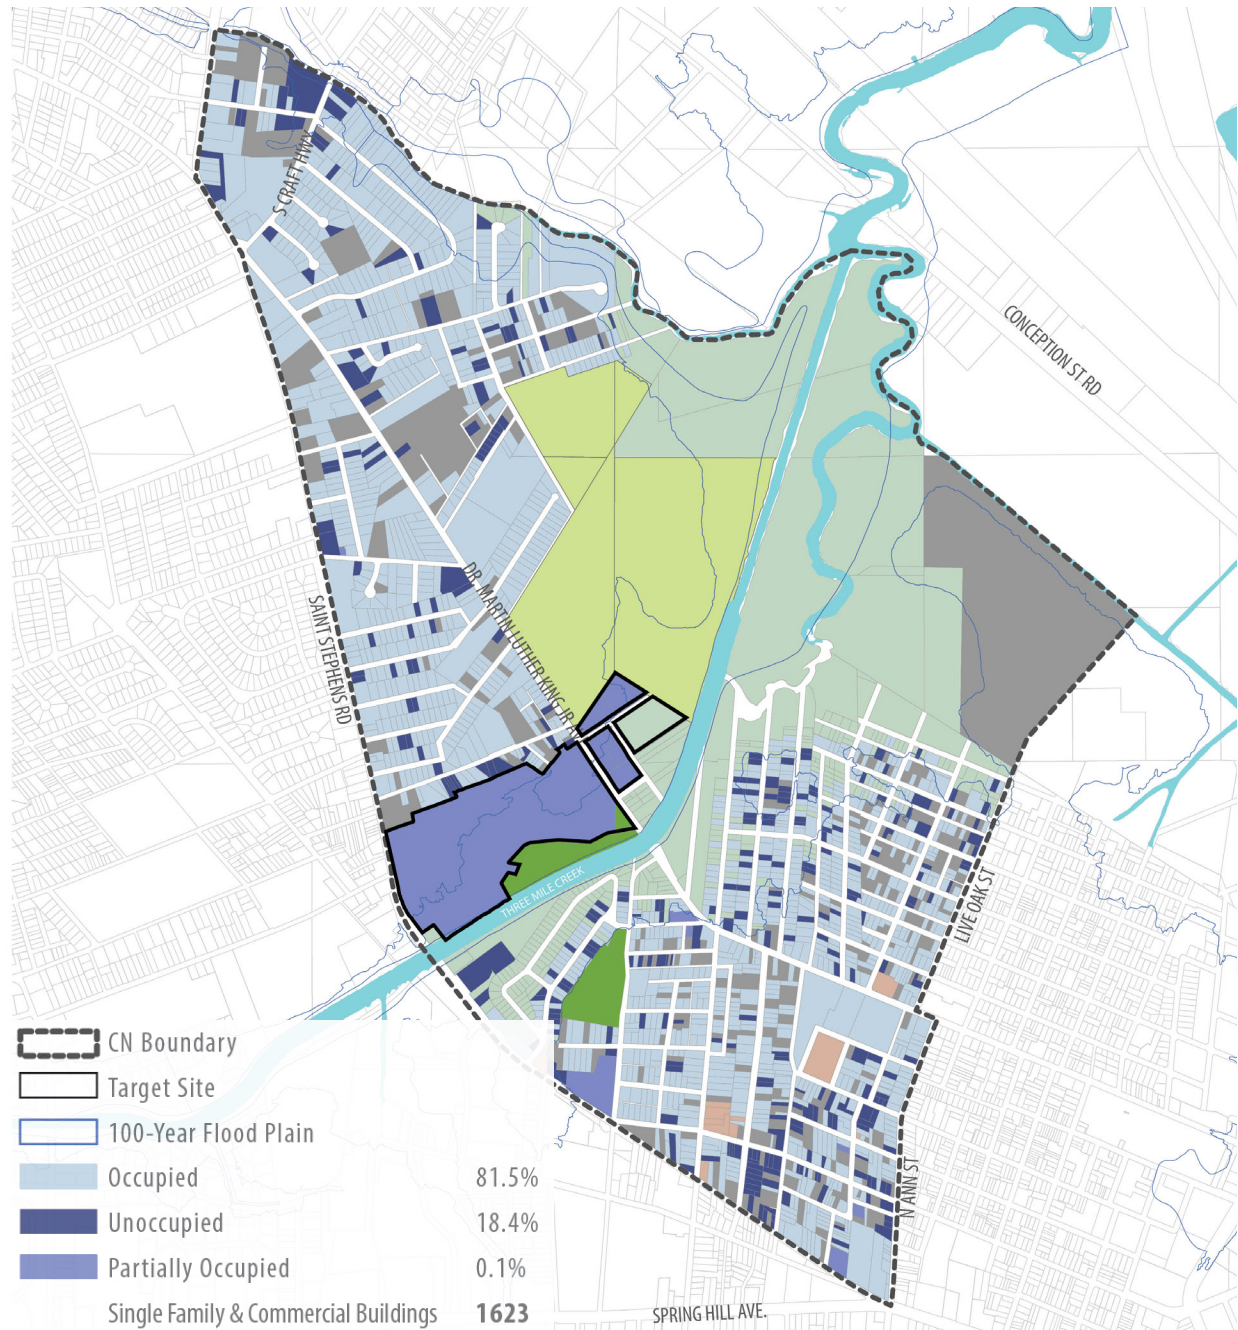 S CRAFT HWY
CONCEPTION ST RD
DR. MARTIN LUTHER KING JR AV
SAINT STEPHENS RD
THREE MILE CREEK
LIVE OAK ST
CN Boundary
Target Site
100-Year Flood Plain
Occupied 81.5%
Unoccupied 18.4%
Partially Occupied 0.1%
Single Family & Commercial Buildings 1623
N ANN ST
SPRING HILL AVE.